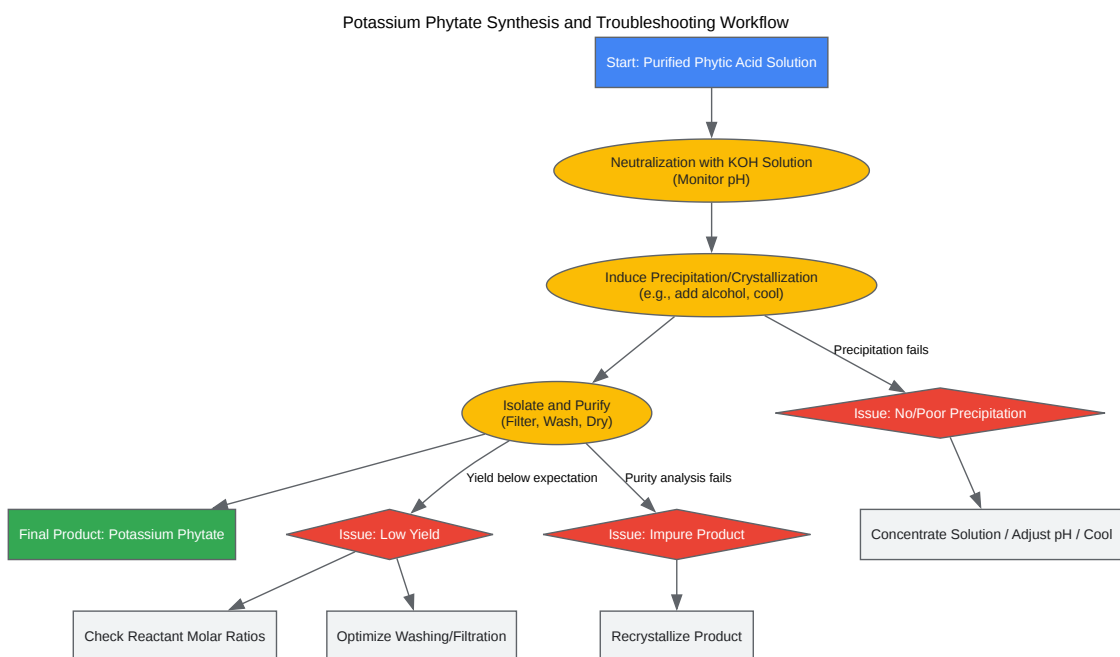 Potassium Phytate Synthesis and Troubleshooting Workflow
Start: Purified Phytic Acid Solution
Neutralization with KOH Solution
(Monitor pH)
Induce Precipitation/Crystallization
(e.g., add alcohol, cool)
Precipitation fails
Isolate and Purify
(Filter, Wash, Dry)
Issue: No/Poor Precipitation
Yield below expectation
Purity analysis fails
Final Product: Potassium Phytate
Issue: Low Yield
Issue: Impure Product
Concentrate Solution / Adjust pH / Cool
Check Reactant Molar Ratios
Optimize Washing/Filtration
Recrystallize Product